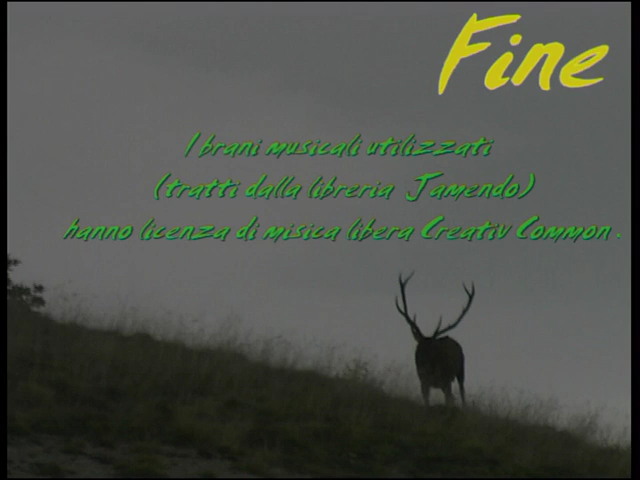 Fine
I brani musicali utilizzati
(tratti dalla libreria Jamendo)
hanno licenza di misica libera Creativ Common.